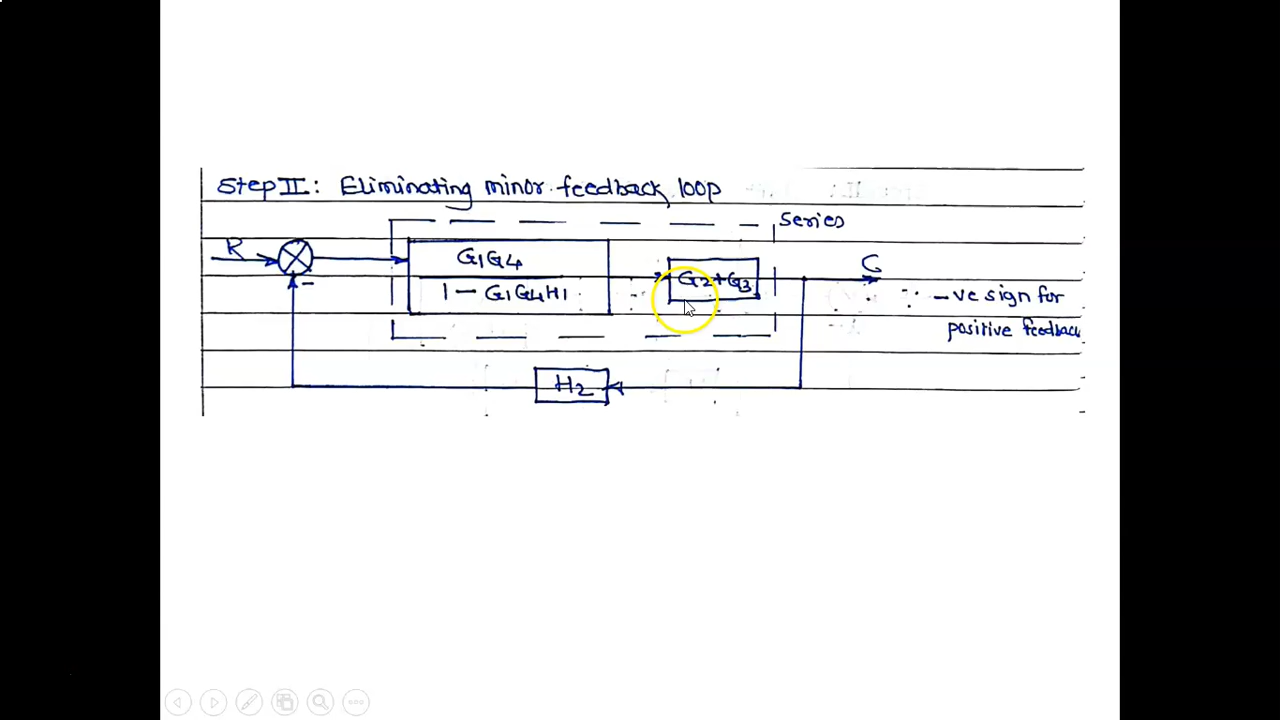 Step II: Eliminating minor feedback loop
Series
R
G1G4
1 - G1G4H1
G2+G3
C
-
-ve sign for
positive feedback
H2